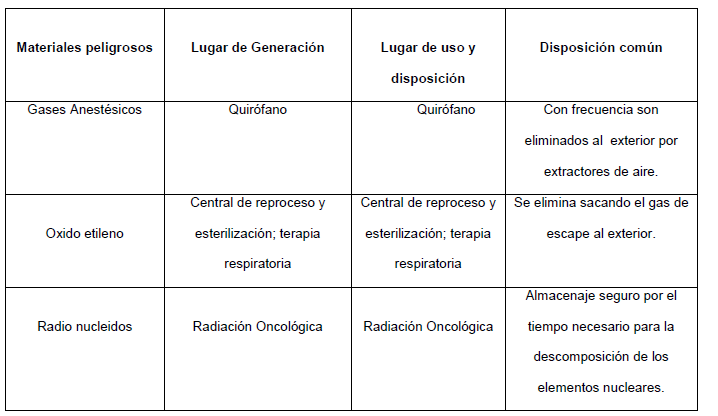 Materiales peligrosos
Lugar de Generación
Lugar de uso y
disposición
Disposición común
Gases Anestésicos
Quirófano
Quirófano
Con frecuencia son
eliminados al exterior por
extractores de aire.
Oxido etileno
Central de reproceso y
esterilización; terapia
respiratoria
Central de reproceso y
esterilización; terapia
respiratoria
Se elimina sacando el gas de
escape al exterior.
Radio nucleidos
Radiación Oncológica
Radiación Oncológica
Almacenaje seguro por el
tiempo necesario para la
descomposición de los
elementos nucleares.